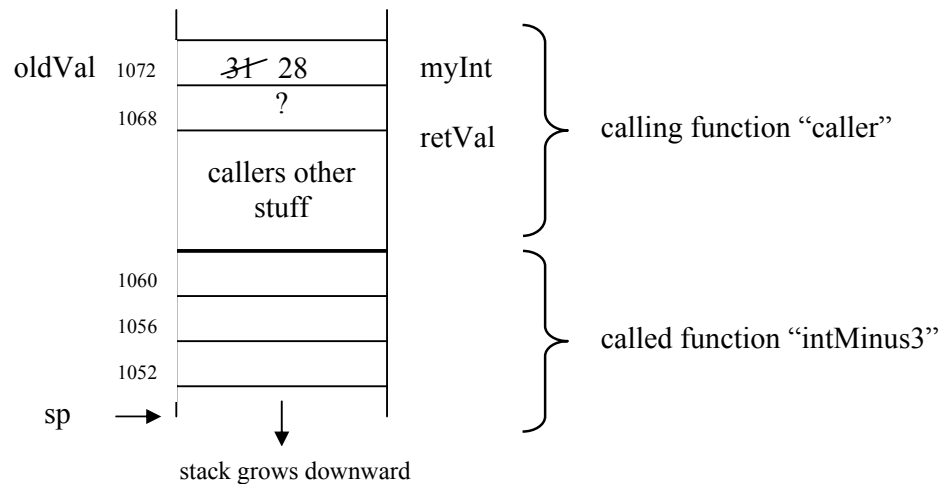 oldVal 1072 31 28 myInt
?
1068
retVal
calling function “caller”
callers other
stuff
1060
1056
called function “intMinus3”
1052
sp
stack grows downward